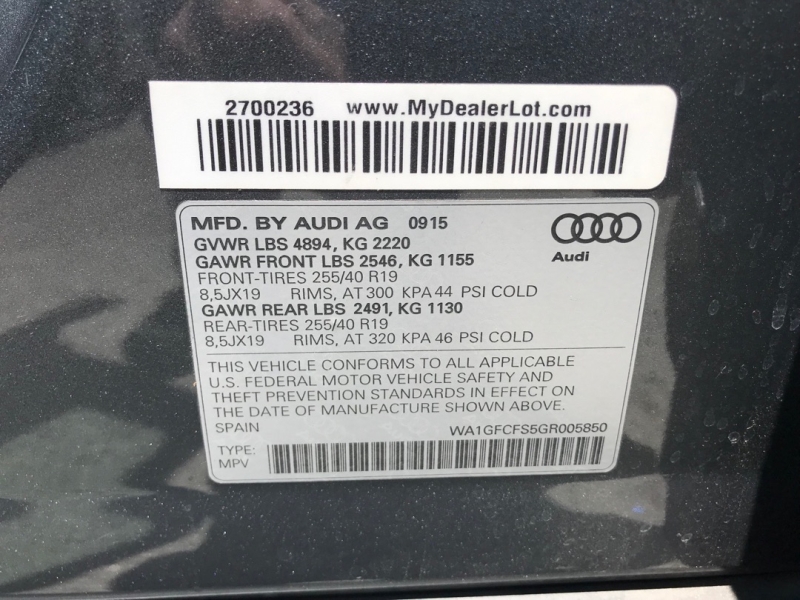 2700236 www.MyDealerLot.com
MFD. BY AUDI AG 0915
GVWR LBS 4894, KG 2220
GAWR FRONT LBS 2546, KG 1155
FRONT-TIRES 255/40 R19
8,5JX19 RIMS, AT 300 KPA 44 PSI COLD
GAWR REAR LBS 2491, KG 1130
REAR-TIRES 255/40 R19
8,5JX19 RIMS, AT 320 KPA 46 PSI COLD
Audi
THIS VEHICLE CONFORMS TO ALL APPLICABLE
U.S. FEDERAL MOTOR VEHICLE SAFETY AND
THEFT PREVENTION STANDARDS IN EFFECT ON
THE DATE OF MANUFACTURE SHOWN ABOVE.
SPAIN WA1GFCFS5GR005850
TYPE:
MPV